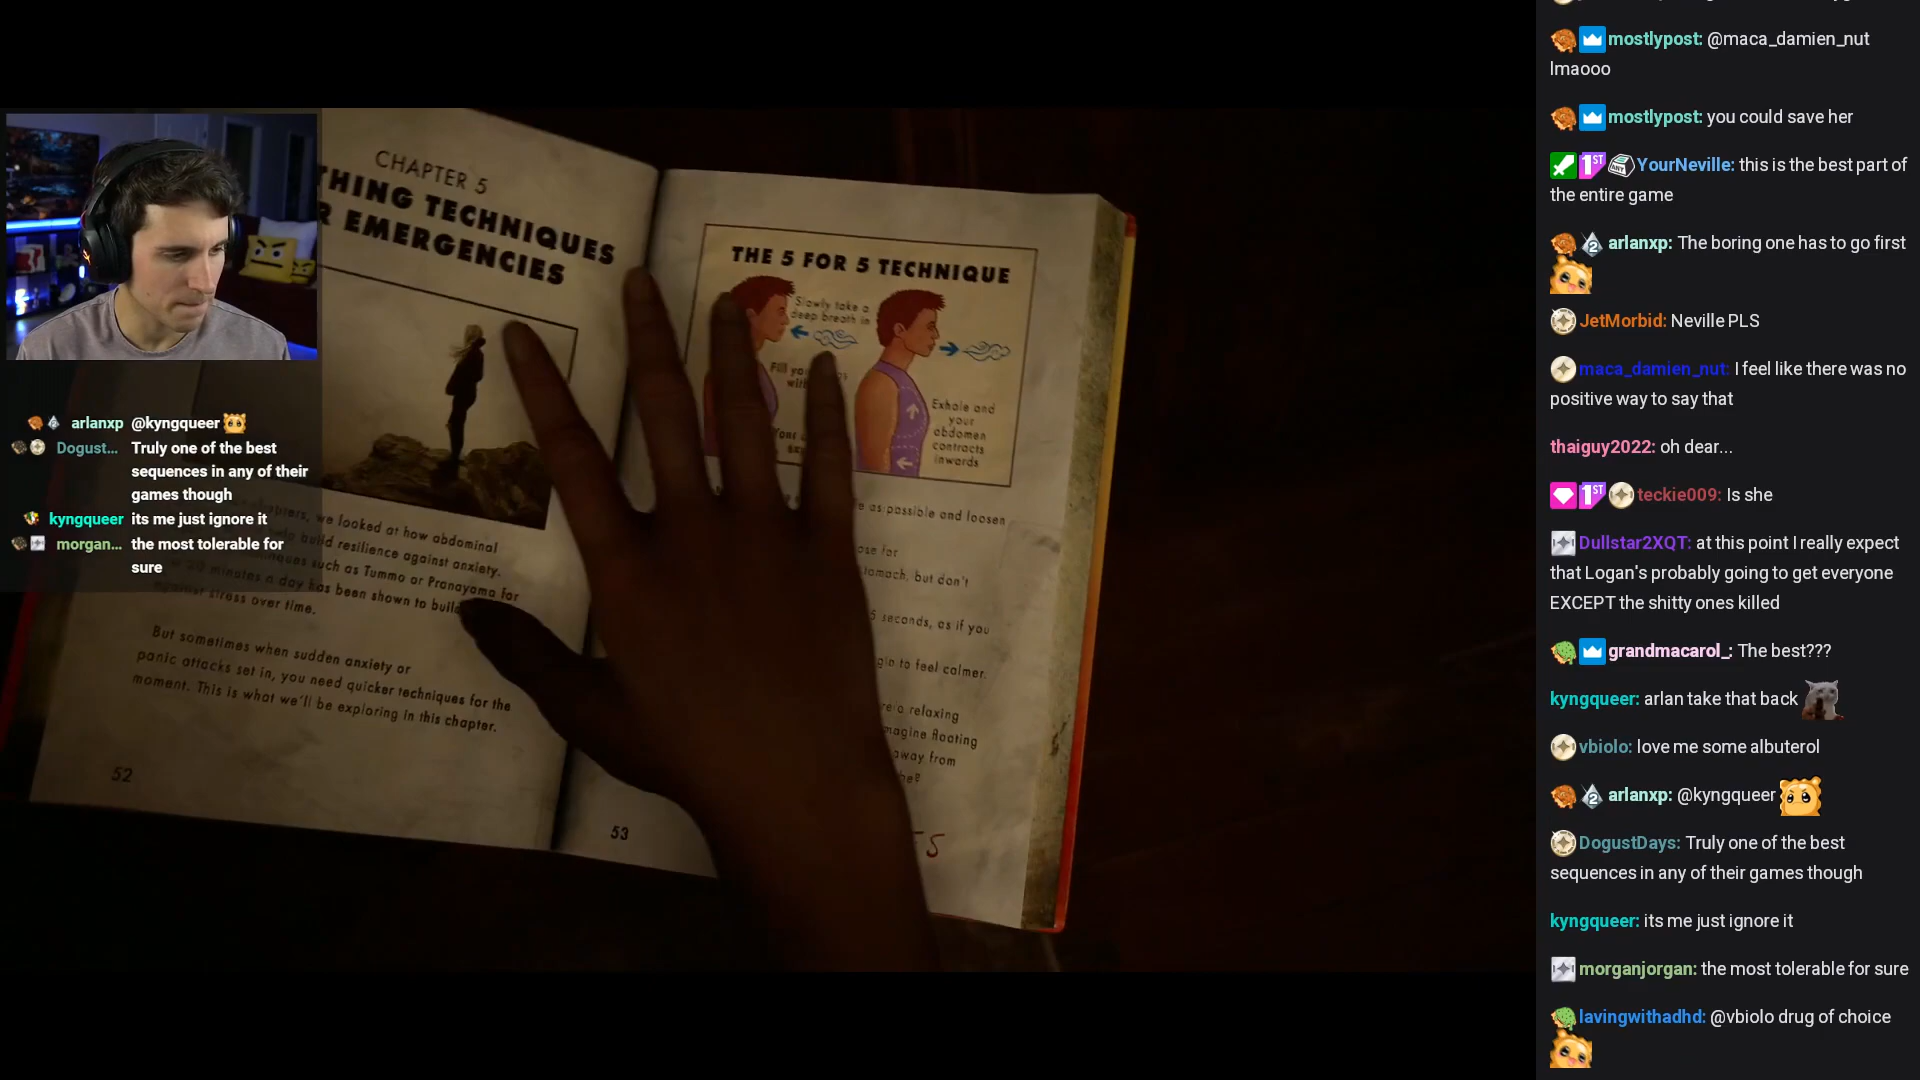 arlanxp @kyngqueer
Dogust... Truly one of the best
sequences in any of their
games though
kyngqueer its me just ignore it
morgan... the most tolerable for
sure
CHAPTER 5
THING TECHNIQUES
R EMERGENCIES
we looked at how abdominal
build resilience against anxiety.
such as Tummo or Pranayama for
minutes a day has been shown to build
against stress over time.
But sometimes when sudden anxiety or
panic attacks set in, you need quicker techniques for the
moment. This is what we'll be exploring in this chapter.
52
THE 5 FOR 5 TECHNIQUE
Slowly take a
deep breath in
Fill
with
Exhale and
your
abdomen
contracts
inwards
as possible and loosen
for
stomach, but don't
5 seconds, as if you
to feel calmer.
relaxing
imagine floating
away from
53
5
mostlypost: @maca_damien_nut
lmaooo
mostlypost: you could save her
1ST YourNeville: this is the best part of
the entire game
2 arlanxp: The boring one has to go first
JetMorbid: Neville PLS
maca_damien_nut: I feel like there was no
positive way to say that
thaiguy2022: oh dear...
1ST teckie009: Is she
Dullstar2XQT: at this point I really expect
that Logan's probably going to get everyone
EXCEPT the shitty ones killed
grandmacarol_: The best???
kyngqueer: arlan take that back
vbiolo: love me some albuterol
2 arlanxp: @kyngqueer
DogustDays: Truly one of the best
sequences in any of their games though
kyngqueer: its me just ignore it
morganjorgan: the most tolerable for sure
lavingwithadhd: @vbiolo drug of choice